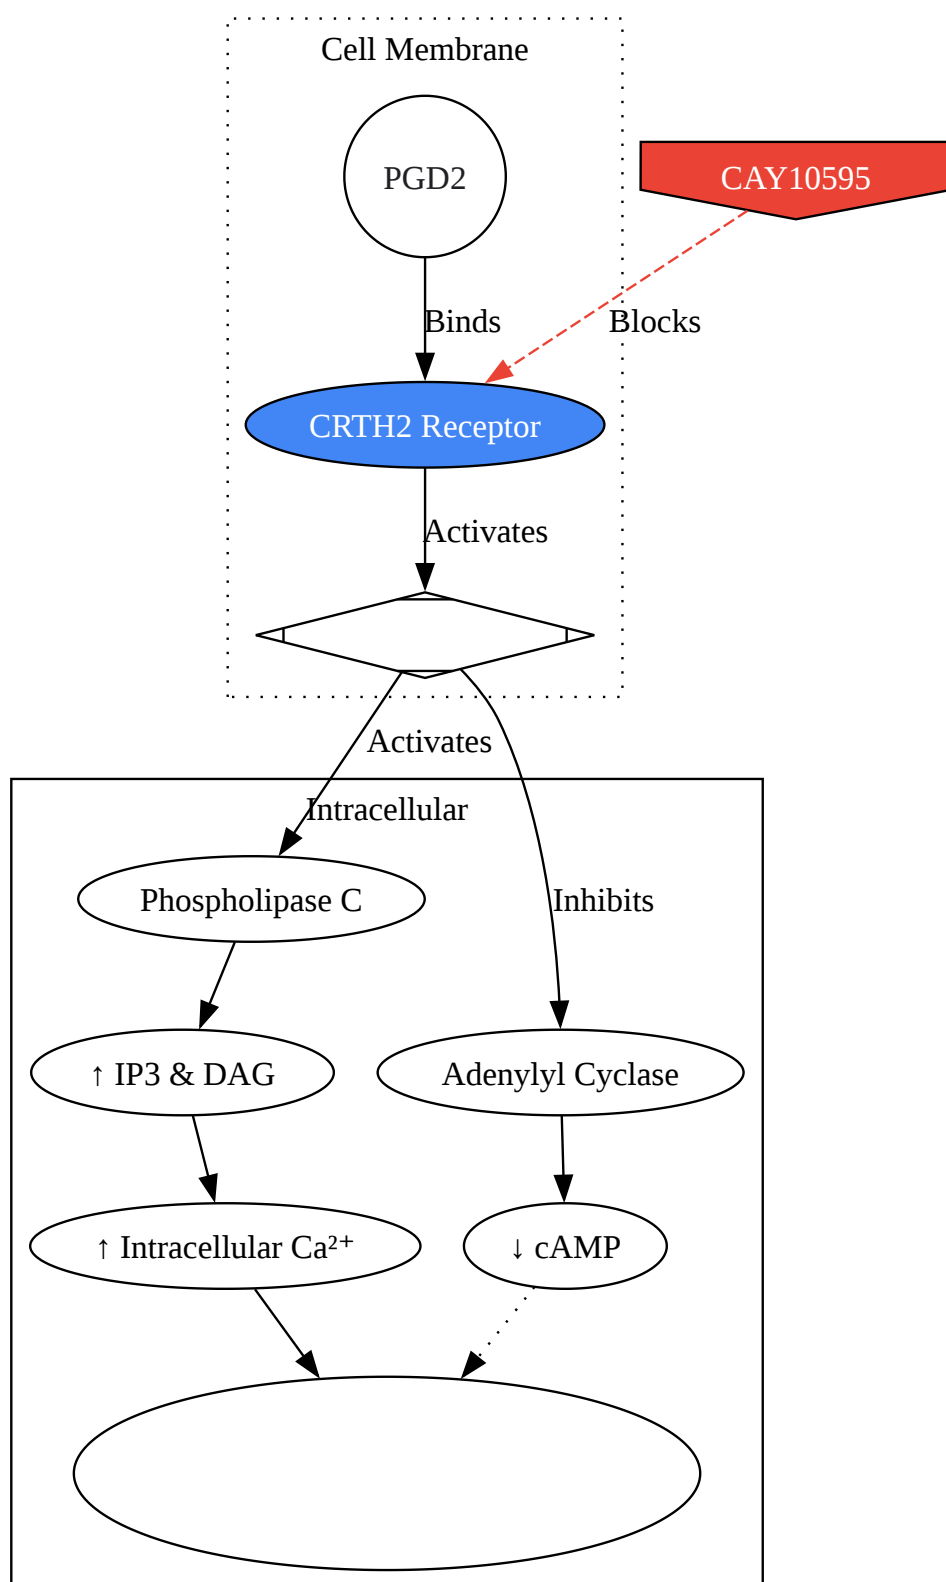 Cell Membrane
PGD2
CAY10595
Binds
Blocks
CRTH2 Receptor
Activates
Activates
Intracellular
Phospholipase C
Inhibits
↑ IP3 & DAG
Adenylyl Cyclase
↑ Intracellular Ca²⁺
↓ cAMP